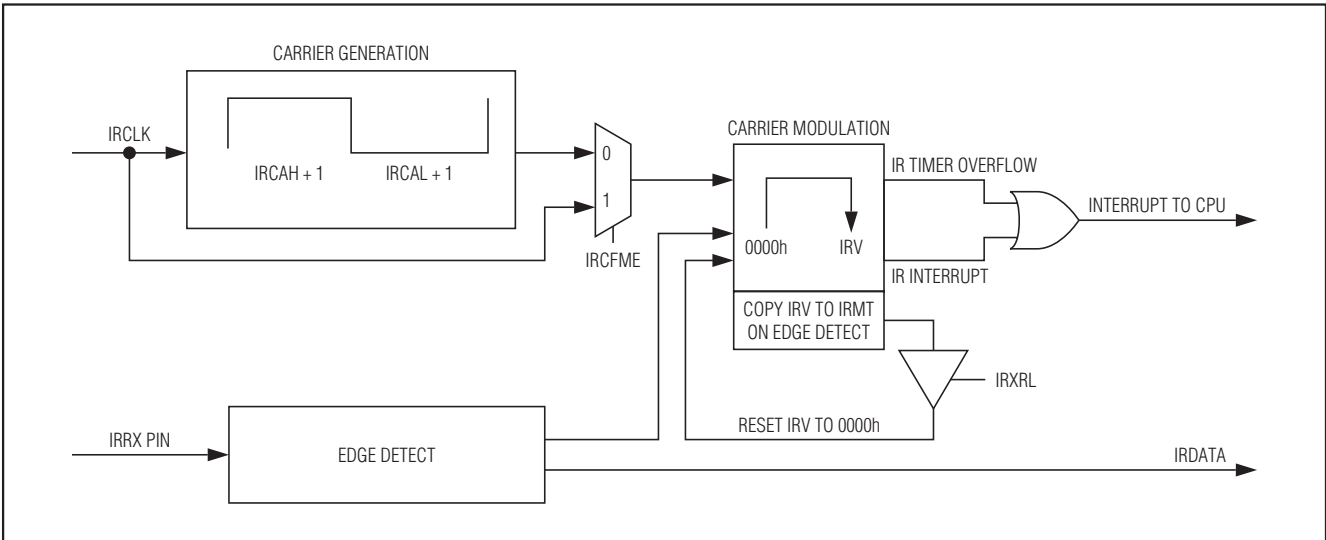 CARRIER GENERATION
IRCLK
IRCAH + 1
IRCAL + 1
0
1
IRCFME
CARRIER MODULATION
0000h
IRV
IR TIMER OVERFLOW
INTERRUPT TO CPU
IR INTERRUPT
COPY IRV TO IRMT
ON EDGE DETECT
IRXRL
RESET IRV TO 0000h
IRRX PIN
EDGE DETECT
IRDATA